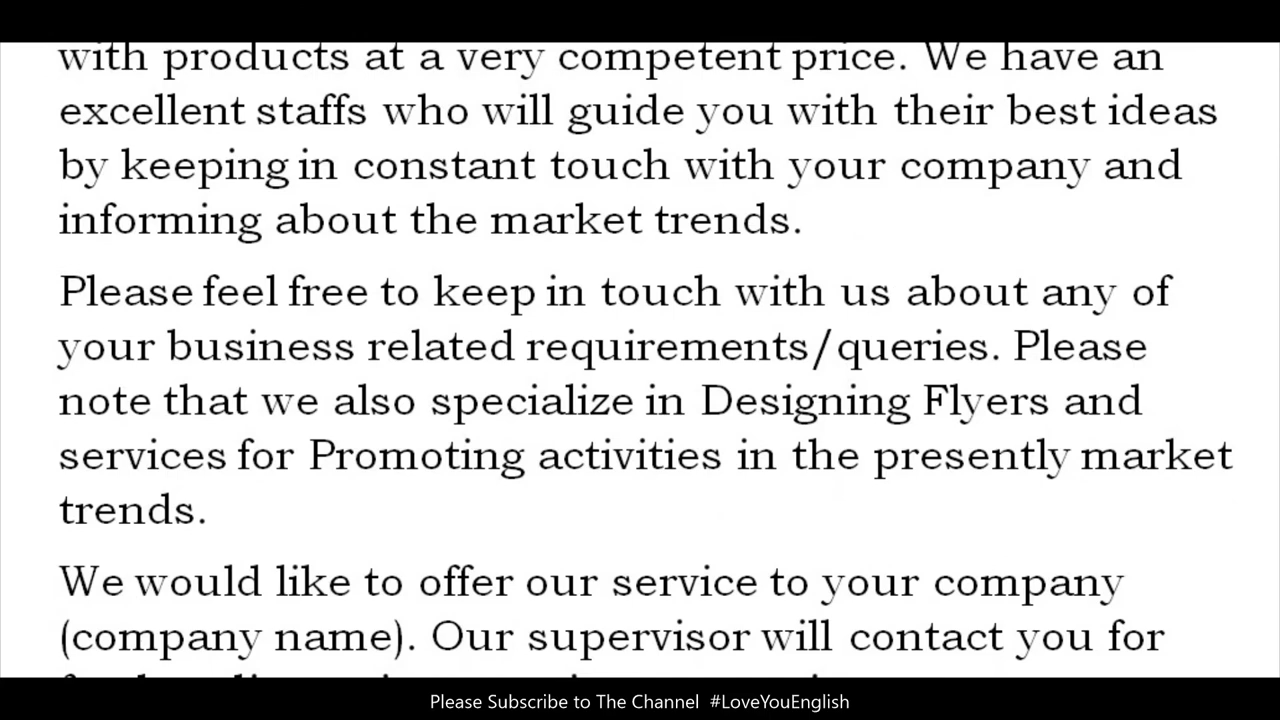 with products at a very competent price. We have an
excellent staffs who will guide you with their best ideas
by keeping in constant touch with your company and
informing about the market trends.
Please feel free to keep in touch with us about any of
your business related requirements/queries. Please
note that we also specialize in Designing Flyers and
services for Promoting activities in the presently market
trends.
We would like to offer our service to your company
(company name). Our supervisor will contact you for
Please Subscribe to The Channel #LoveYouEnglish